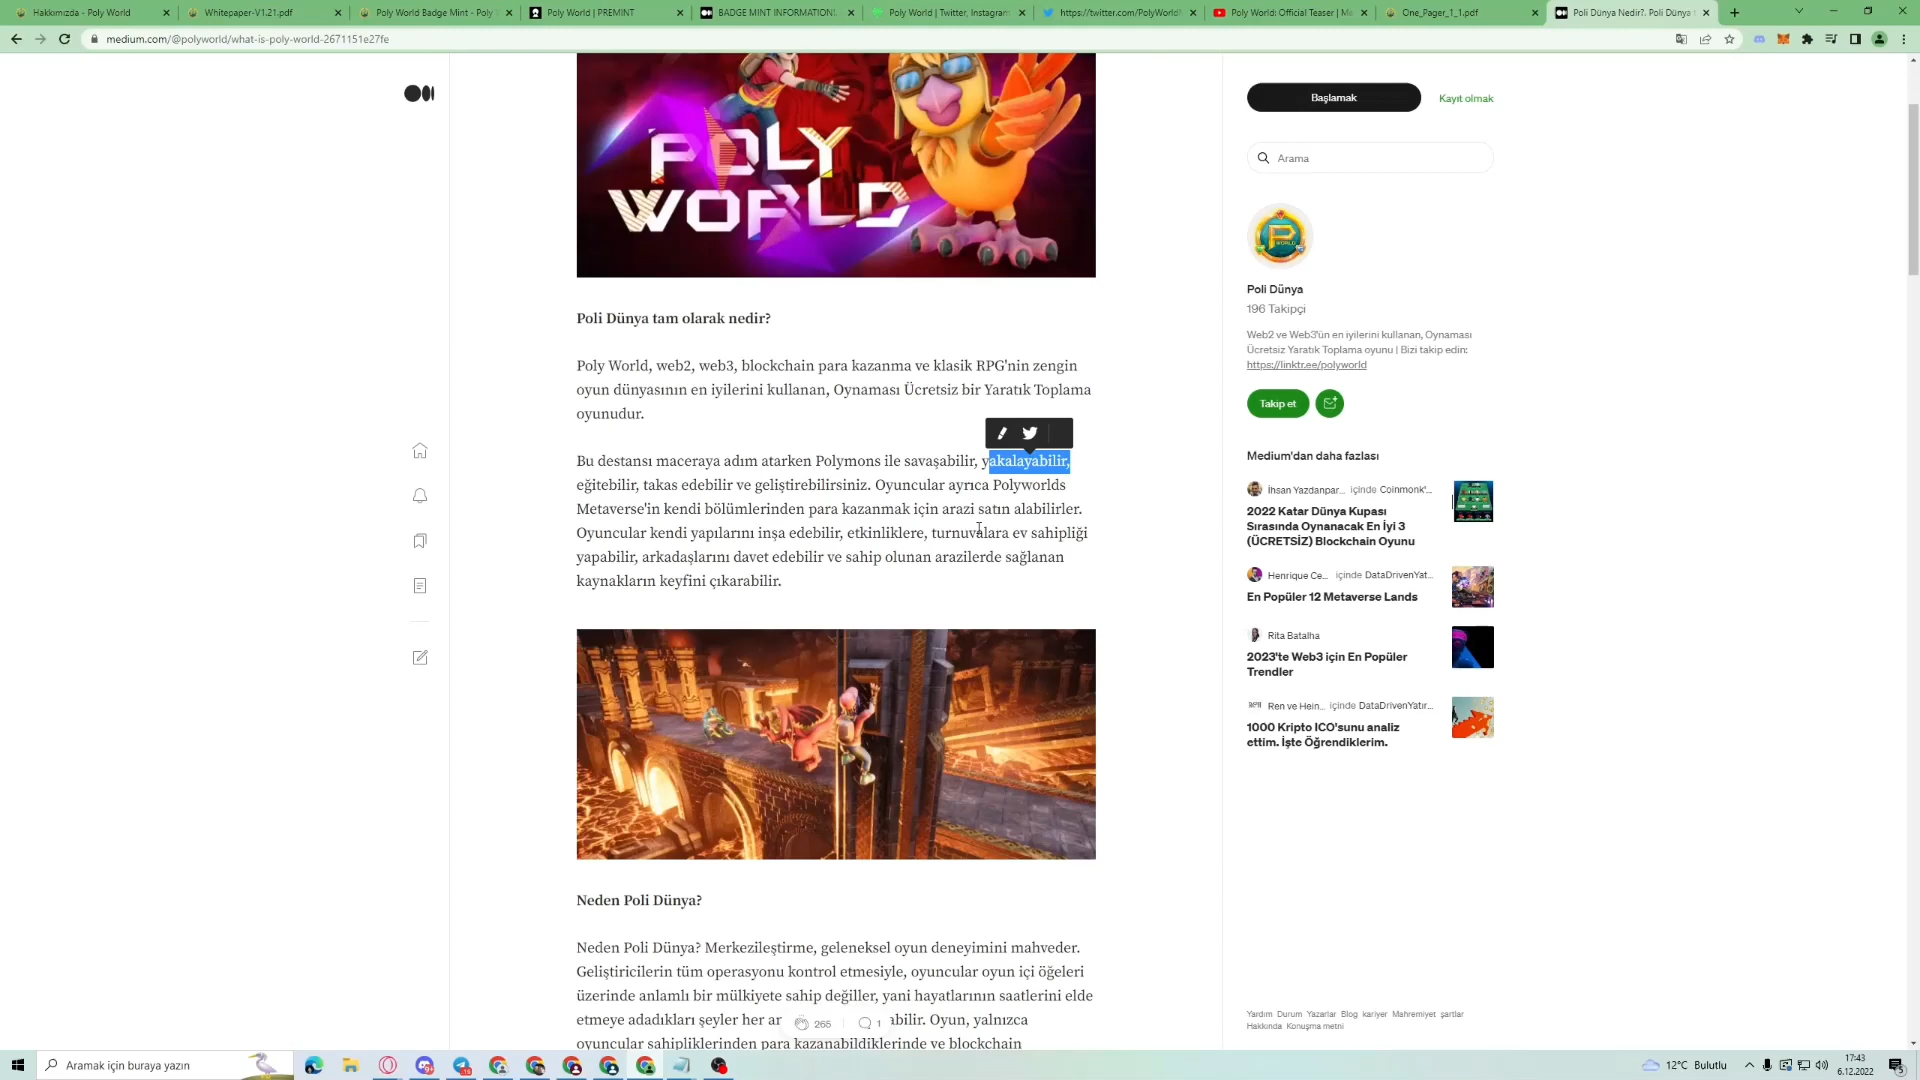 Hakkımızda - Poly World
Whitepaper-V1.21.pdf
Poly World Badge Mint - Poly
Poly World | PREMINT
BADGE MINT INFORMATION!
Poly World | Twitter, Instagram
https://twitter.com/PolyWorld
Poly World: Official Teaser | Me
One_Pager_1_1.pdf
Poli Dünya Nedir?. Poli Dünya
medium.com/@polyworld/what-is-poly-world-2671151e27fe
POLY
WORLD
Poli Dünya tam olarak nedir?
Poly World, web2, web3, blockchain para kazanma ve klasik RPG'nin zengin
oyun dünyasının en iyilerini kullanan, Oynaması Ücretsiz bir Yaratık Toplama
oyunudur.
Bu destansı maceraya adım atarken Polymons ile savaşabilir, yakalayabilir,
eğitebilir, takas edebilir ve geliştirebilirsiniz. Oyuncular ayrıca Polyworlds
Metaverse'in kendi bölümlerinden para kazanmak için arazi satın alabilirler.
Oyuncular kendi yapılarını inşa edebilir, etkinliklere, turnuvalara ev sahipliği
yapabilir, arkadaşlarını davet edebilir ve sahip olunan arazilerde sağlanan
kaynakların keyfini çıkarabilir.
Neden Poli Dünya?
Neden Poli Dünya? Merkezileştirme, geleneksel oyun deneyimini mahveder.
Geliştiricilerin tüm operasyonu kontrol etmesiyle, oyuncular oyun içi öğeleri
üzerinde anlamlı bir mülkiyete sahip değiller, yani hayatlarının saatlerini elde
etmeye adadıkları şeyler her ar 265 1 abilir. Oyun, yalnızca
oyuncular sahipliklerinden para kazanabildiklerinde ve blockchain
Başlamak
Kayıt olmak
Arama
P
WORLD
Poli Dünya
196 Takipçi
Web2 ve Web3'ün en iyilerini kullanan, Oynaması
Ücretsiz Yaratık Toplama oyunu | Bizi takip edin:
https://linktr.ee/polyworld
Takip et
Medium'dan daha fazlası
İhsan Yazdanpar... içinde Coinmonk'...
2022 Katar Dünya Kupası
Sırasında Oynanacak En İyi 3
(ÜCRETSİZ) Blockchain Oyunu
Henrique Ce... içinde DataDrivenYat...
En Popüler 12 Metaverse Lands
Rita Batalha
2023'te Web3 için En Popüler
Trendler
Ren ve Hein... içinde DataDrivenYatır...
1000 Kripto ICO'sunu analiz
ettim. İşte Öğrendiklerim.
Yardım Durum Yazarlar Blog kariyer Mahremiyet şartlar
Hakkında Konuşma metni
Aramak için buraya yazın
12°C Bulutlu
17:43
6.12.2022